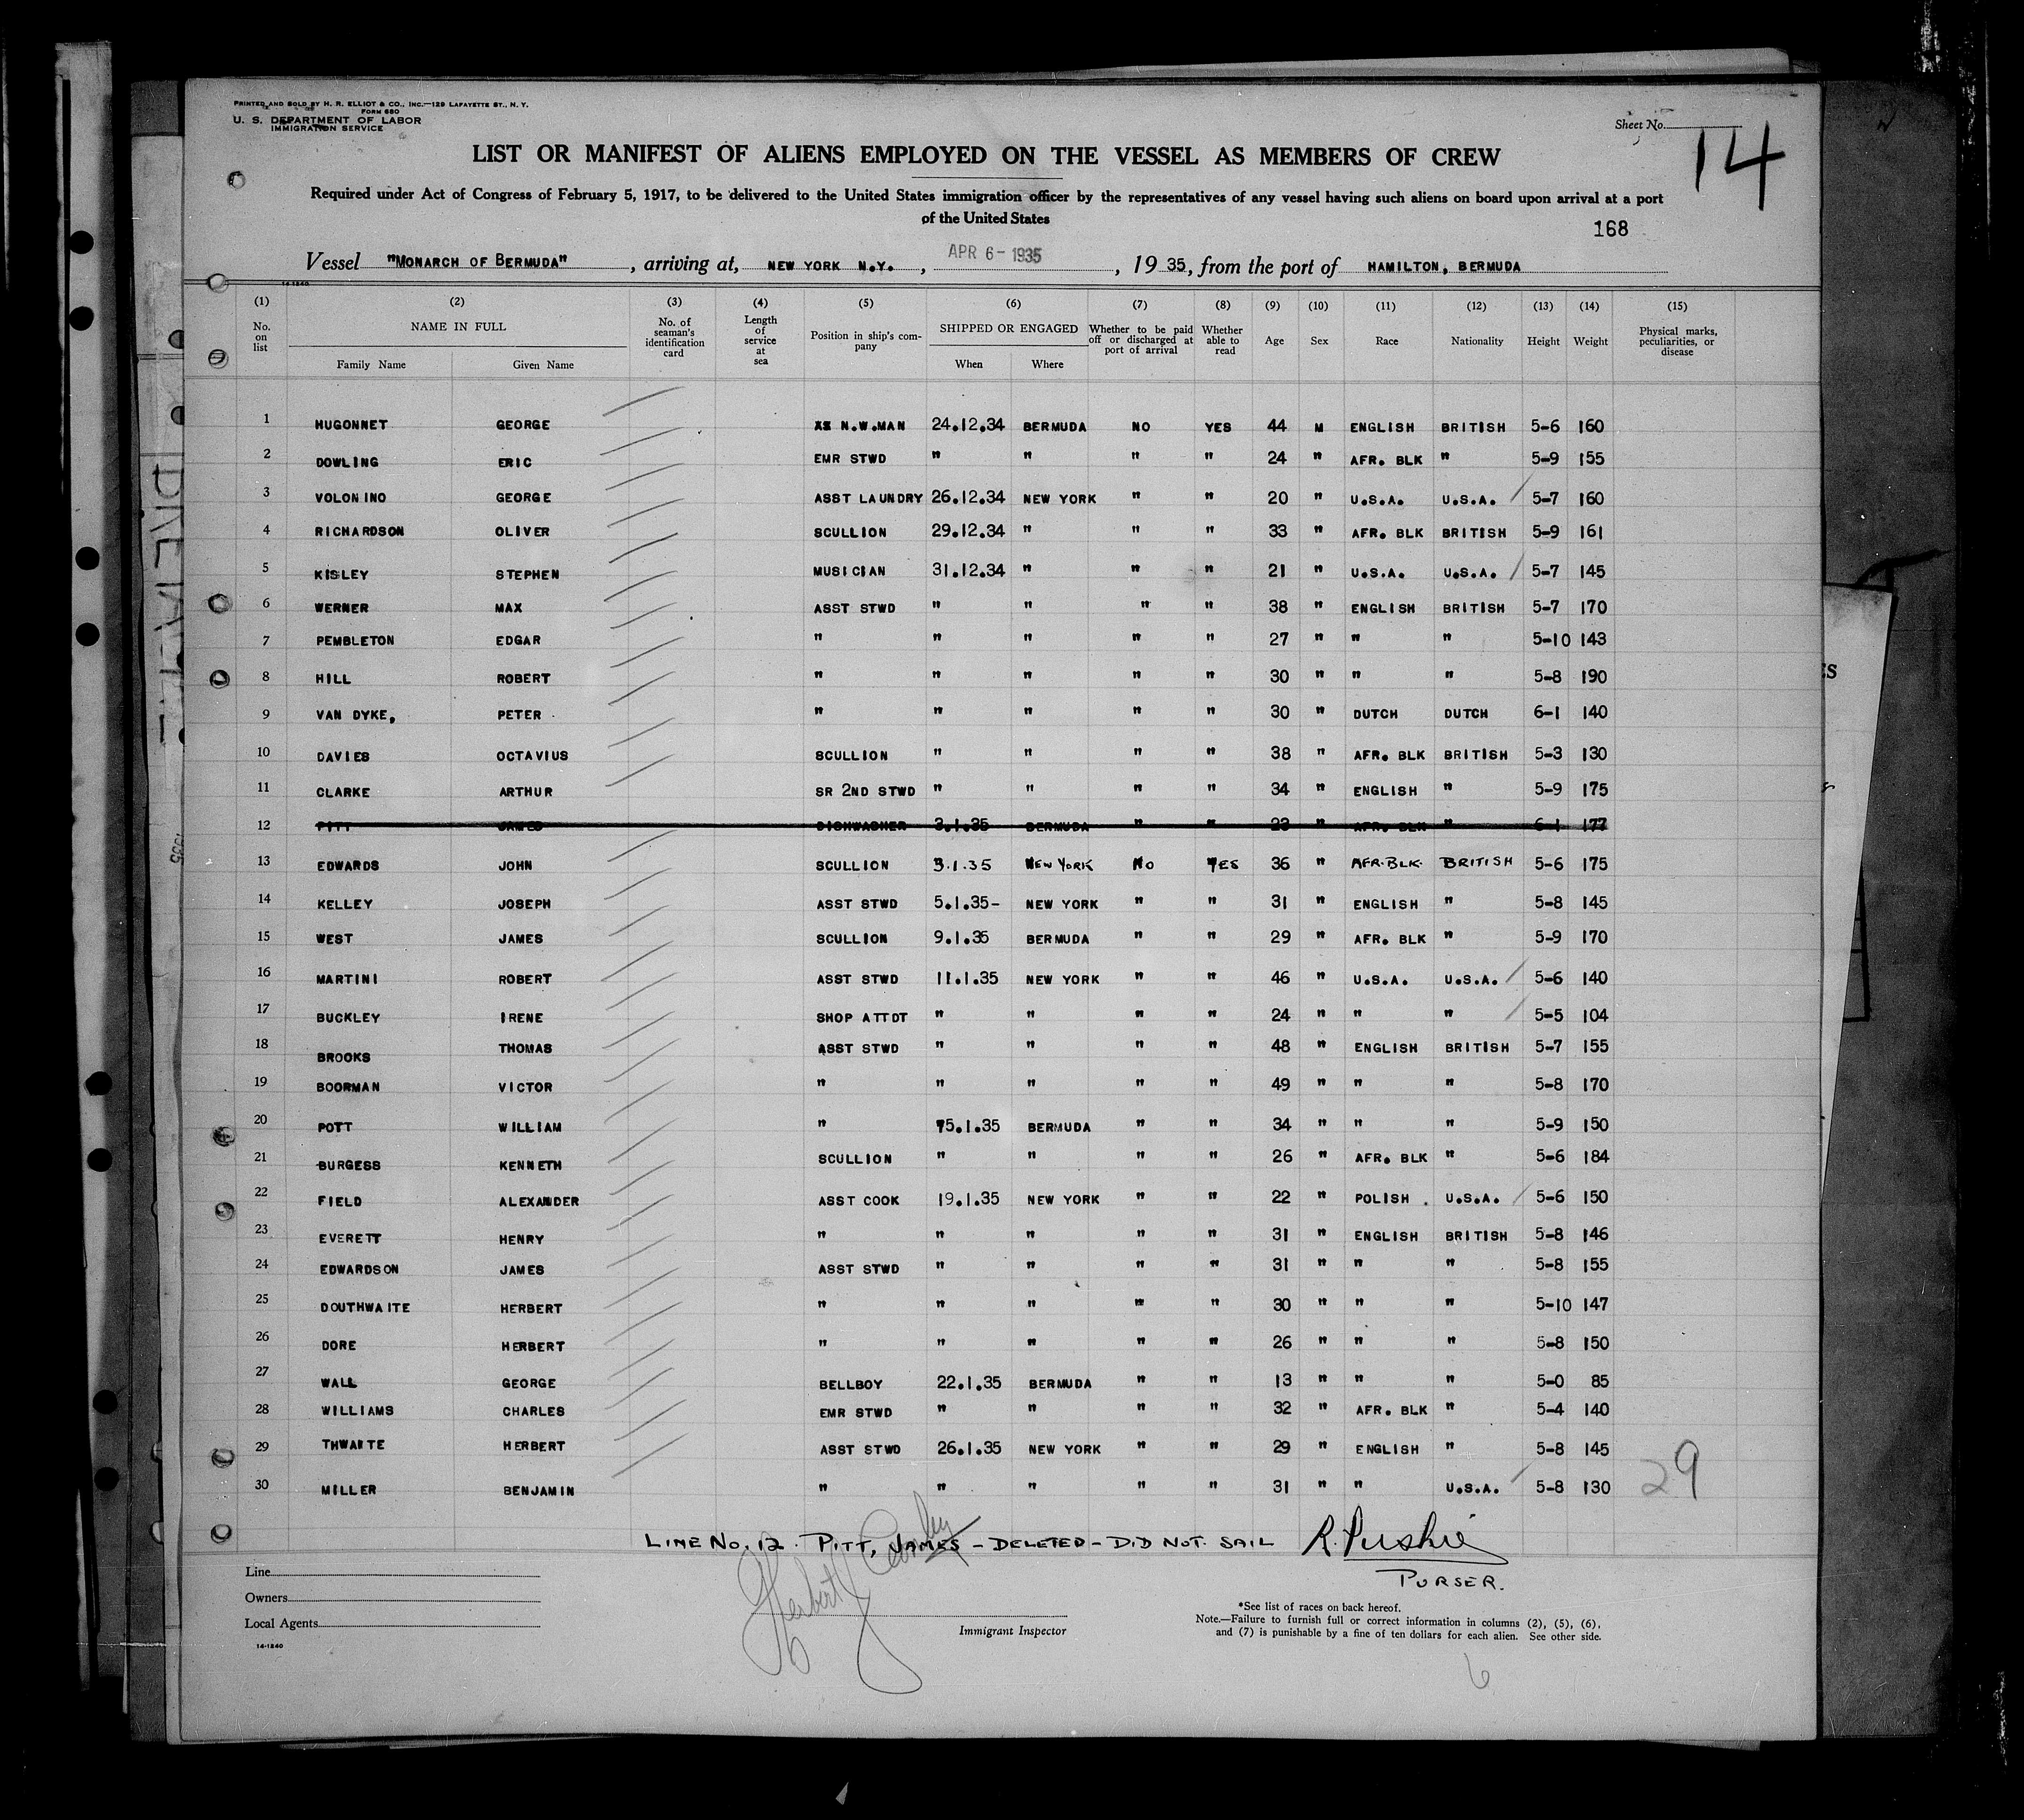 PRINTED AND SOLD BY H. R. ELLIOT & CO., INC.—129 LAFAYETTE ST., N. Y.
FORM 680
U. S. DEPARTMENT OF LABOR
IMMIGRATION SERVICE
Sheet No.
14
LIST OR MANIFEST OF ALIENS EMPLOYED ON THE VESSEL AS MEMBERS OF CREW
Required under Act of Congress of February 5, 1917, to be delivered to the United States immigration officer by the representatives of any vessel having such aliens on board upon arrival at a port
of the United States
168
Vessel "MONARCH OF BERMUDA", arriving at, NEW YORK N.Y., APR 6 - 1935, 1935, from the port of HAMILTON, BERMUDA
14-1240
(1) (2) (3) (4) (5) (6) (7) (8) (9) (10) (11) (12) (13) (14) (15)
No. on list NAME IN FULL Family Name Given Name No. of seaman's identification card Length of service at sea Position in ship's company SHIPPED OR ENGAGED When Where Whether to be paid off or discharged at port of arrival Whether able to read Age Sex Race Nationality Height Weight Physical marks, peculiarities, or disease
1 HUGONNET GEORGE XX N.W.MAN 24.12.34 BERMUDA NO YES 44 M ENGLISH BRITISH 5-6 160
2 DOWLING ERIC EMR STWD " " " " 24 " AFR. BLK " 5-9 155
3 VOLONINO GEORGE ASST LAUNDRY 26.12.34 NEW YORK " " 20 " U.S.A. U.S.A. 5-7 160
4 RICHARDSON OLIVER SCULLION 29.12.34 " " " 33 " AFR. BLK BRITISH 5-9 161
5 KISLEY STEPHEN MUSICIAN 31.12.34 " " " 21 " U.S.A. U.S.A. 5-7 145
6 WERNER MAX ASST STWD " " " " 38 " ENGLISH BRITISH 5-7 170
7 PEMBLETON EDGAR " " " " " 27 " " " 5-10 143
8 HILL ROBERT " " " " " 30 " " " 5-8 190
9 VAN DYKE, PETER " " " " " 30 " DUTCH DUTCH 6-1 140
10 DAVIES OCTAVIUS SCULLION " " " " 38 " AFR. BLK BRITISH 5-3 130
11 CLARKE ARTHUR SR 2ND STWD " " " " 34 " ENGLISH " 5-9 175
12 PITT JAMES DISHWASHER 3.1.35 BERMUDA " " 23 " AFR. BLK " 6-1 177
13 EDWARDS JOHN SCULLION 3.1.35 NEW YORK NO YES 36 " AFR.BLK. BRITISH 5-6 175
14 KELLEY JOSEPH ASST STWD 5.1.35- NEW YORK " " 31 " ENGLISH " 5-8 145
15 WEST JAMES SCULLION 9.1.35 BERMUDA " " 29 " AFR. BLK " 5-9 170
16 MARTINI ROBERT ASST STWD 11.1.35 NEW YORK " " 46 " U.S.A. U.S.A. 5-6 140
17 BUCKLEY IRENE SHOP ATTDT " " " " 24 " " " 5-5 104
18 BROOKS THOMAS ASST STWD " " " " 48 " ENGLISH BRITISH 5-7 155
19 BOORMAN VICTOR " " " " " 49 " " " 5-8 170
20 POTT WILLIAM " 15.1.35 BERMUDA " " 34 " " " 5-9 150
21 BURGESS KENNETH SCULLION " " " " 26 " AFR. BLK " 5-6 184
22 FIELD ALEXANDER ASST COOK 19.1.35 NEW YORK " " 22 " POLISH . U.S.A. 5-6 150
23 EVERETT HENRY " " " " " 31 " ENGLISH BRITISH 5-8 146
24 EDWARDSON JAMES ASST STWD " " " " 31 " " " 5-8 155
25 DOUTHWAITE HERBERT " " " " " 30 " " " 5-10 147
26 DORE HERBERT " " " " " 26 " " " 5-8 150
27 WALL GEORGE BELLBOY 22.1.35 BERMUDA " " 13 " " " 5-0 85
28 WILLIAMS CHARLES EMR STWD " " " " 32 " AFR. BLK " 5-4 140
29 THWAITE HERBERT ASST STWD 26.1.35 NEW YORK " " 29 " ENGLISH " 5-8 145
30 MILLER BENJAMIN " " " " " 31 " " U.S.A. 5-8 130
29
LINE NO. 12. PITT, JAMES - DELETED - DID NOT SAIL R. Pushie
PURSER.
Line
Owners
Local Agents
14-1240
Herbert
Immigrant Inspector
*See list of races on back hereof.
Note.—Failure to furnish full or correct information in columns (2), (5), (6),
and (7) is punishable by a fine of ten dollars for each alien. See other side.
6